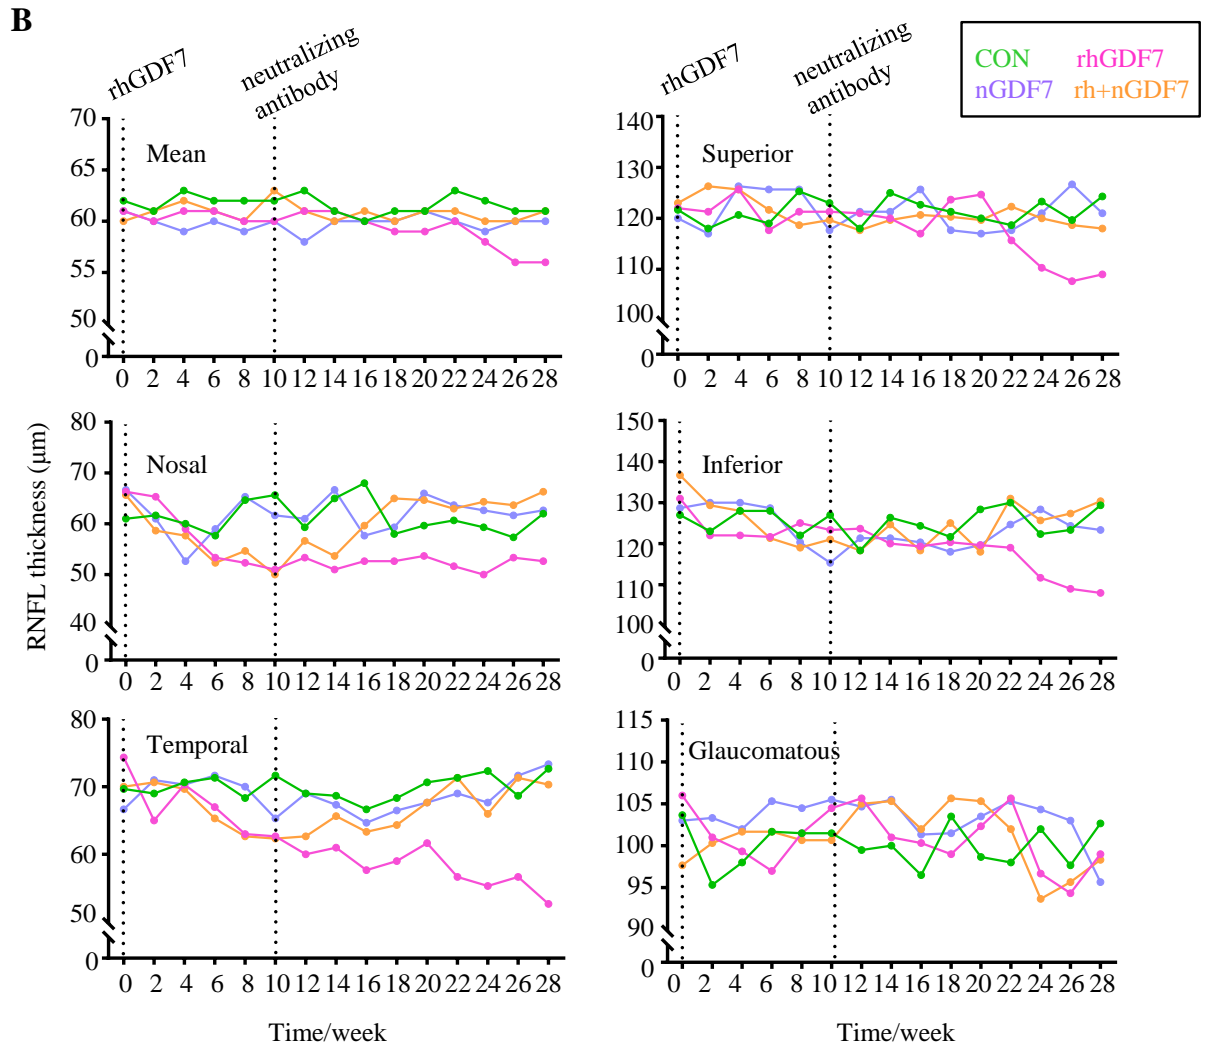 B
rhGDF7
neutralizing
antibody
rhGDF7
neutralizing
antibody
CON rhGDF7
nGDF7 rh+nGDF7
Mean
70
65
60
55
50
0
0 2 4 6 8 10 12 14 16 18 20 22 24 26 28
Superior
140
130
120
110
100
0
0 2 4 6 8 10 12 14 16 18 20 22 24 26 28
RNFL thickness (μm)
Nosal
80
70
60
50
40
0
0 2 4 6 8 10 12 14 16 18 20 22 24 26 28
Inferior
150
140
130
120
110
100
0
0 2 4 6 8 10 12 14 16 18 20 22 24 26 28
Temporal
80
70
60
50
0
0 2 4 6 8 10 12 14 16 18 20 22 24 26 28
Time/week
Glaucomatous
115
110
105
100
95
90
0
0 2 4 6 8 10 12 14 16 18 20 22 24 26 28
Time/week